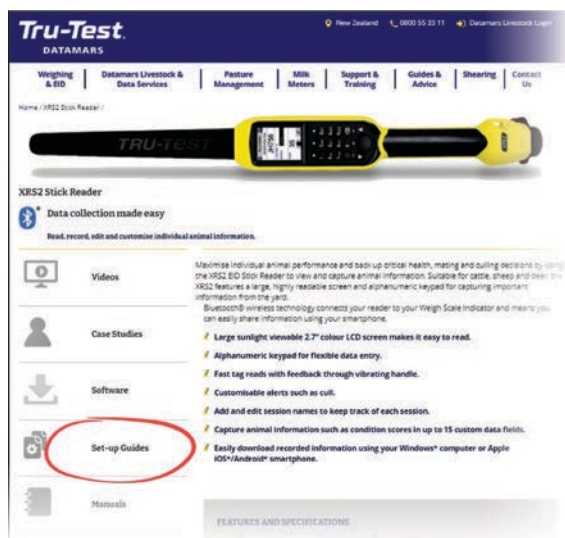 Tru-Test
DATAMARS
New Zealand 0800 55 33 11 Datamars Livestock Login
Weighing & EID
Datamars Livestock & Data Services
Pasture Management
Milk Meters
Support & Training
Guides & Advice
Shearing
Contact Us
Home / XRS2 Stick Reader /
TRU-TEST
XRS2 Stick Reader
Data collection made easy
Read, record, edit and customise individual animal information.
Videos
Case Studies
Software
Set-up Guides
Manuals
Maximise individual animal performance and back up critical health, mating and culling decisions by using
the XRS2 EID Stick Reader to view and capture animal information. Suitable for cattle, sheep and deer, the
XRS2 features a large, highly readable screen and alphanumeric keypad for capturing important
information from the yard.
Bluetooth® wireless technology connects your reader to your Weigh Scale Indicator and means you
can easily share information using your smartphone.
Large sunlight viewable 2.7" colour LCD screen makes it easy to read.
Alphanumeric keypad for flexible data entry.
Fast tag reads with feedback through vibrating handle.
Customisable alerts such as cull.
Add and edit session names to keep track of each session.
Capture animal information such as condition scores in up to 15 custom data fields.
Easily download recorded information using your Windows* computer or Apple
iOS*/Android* smartphone.
FEATURES AND SPECIFICATIONS